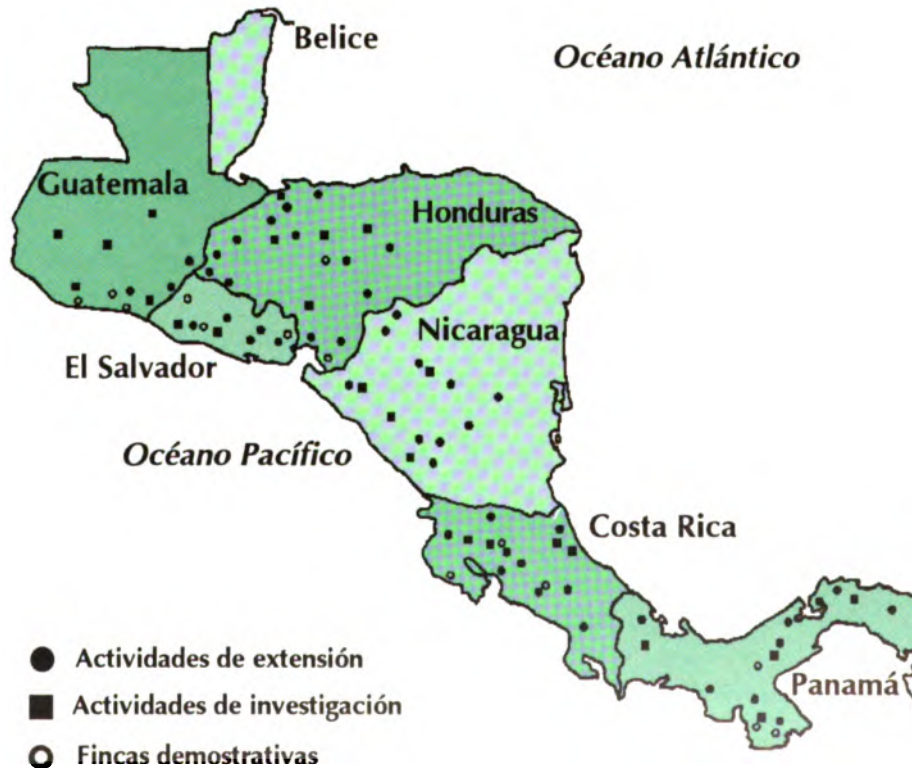 Belice
Océano Atlántico
Guatemala
Honduras
Nicaragua
El Salvador
Océano Pacífico
Costa Rica
Panamá
Actividades de extensión
Actividades de investigación
Fincas demostrativas